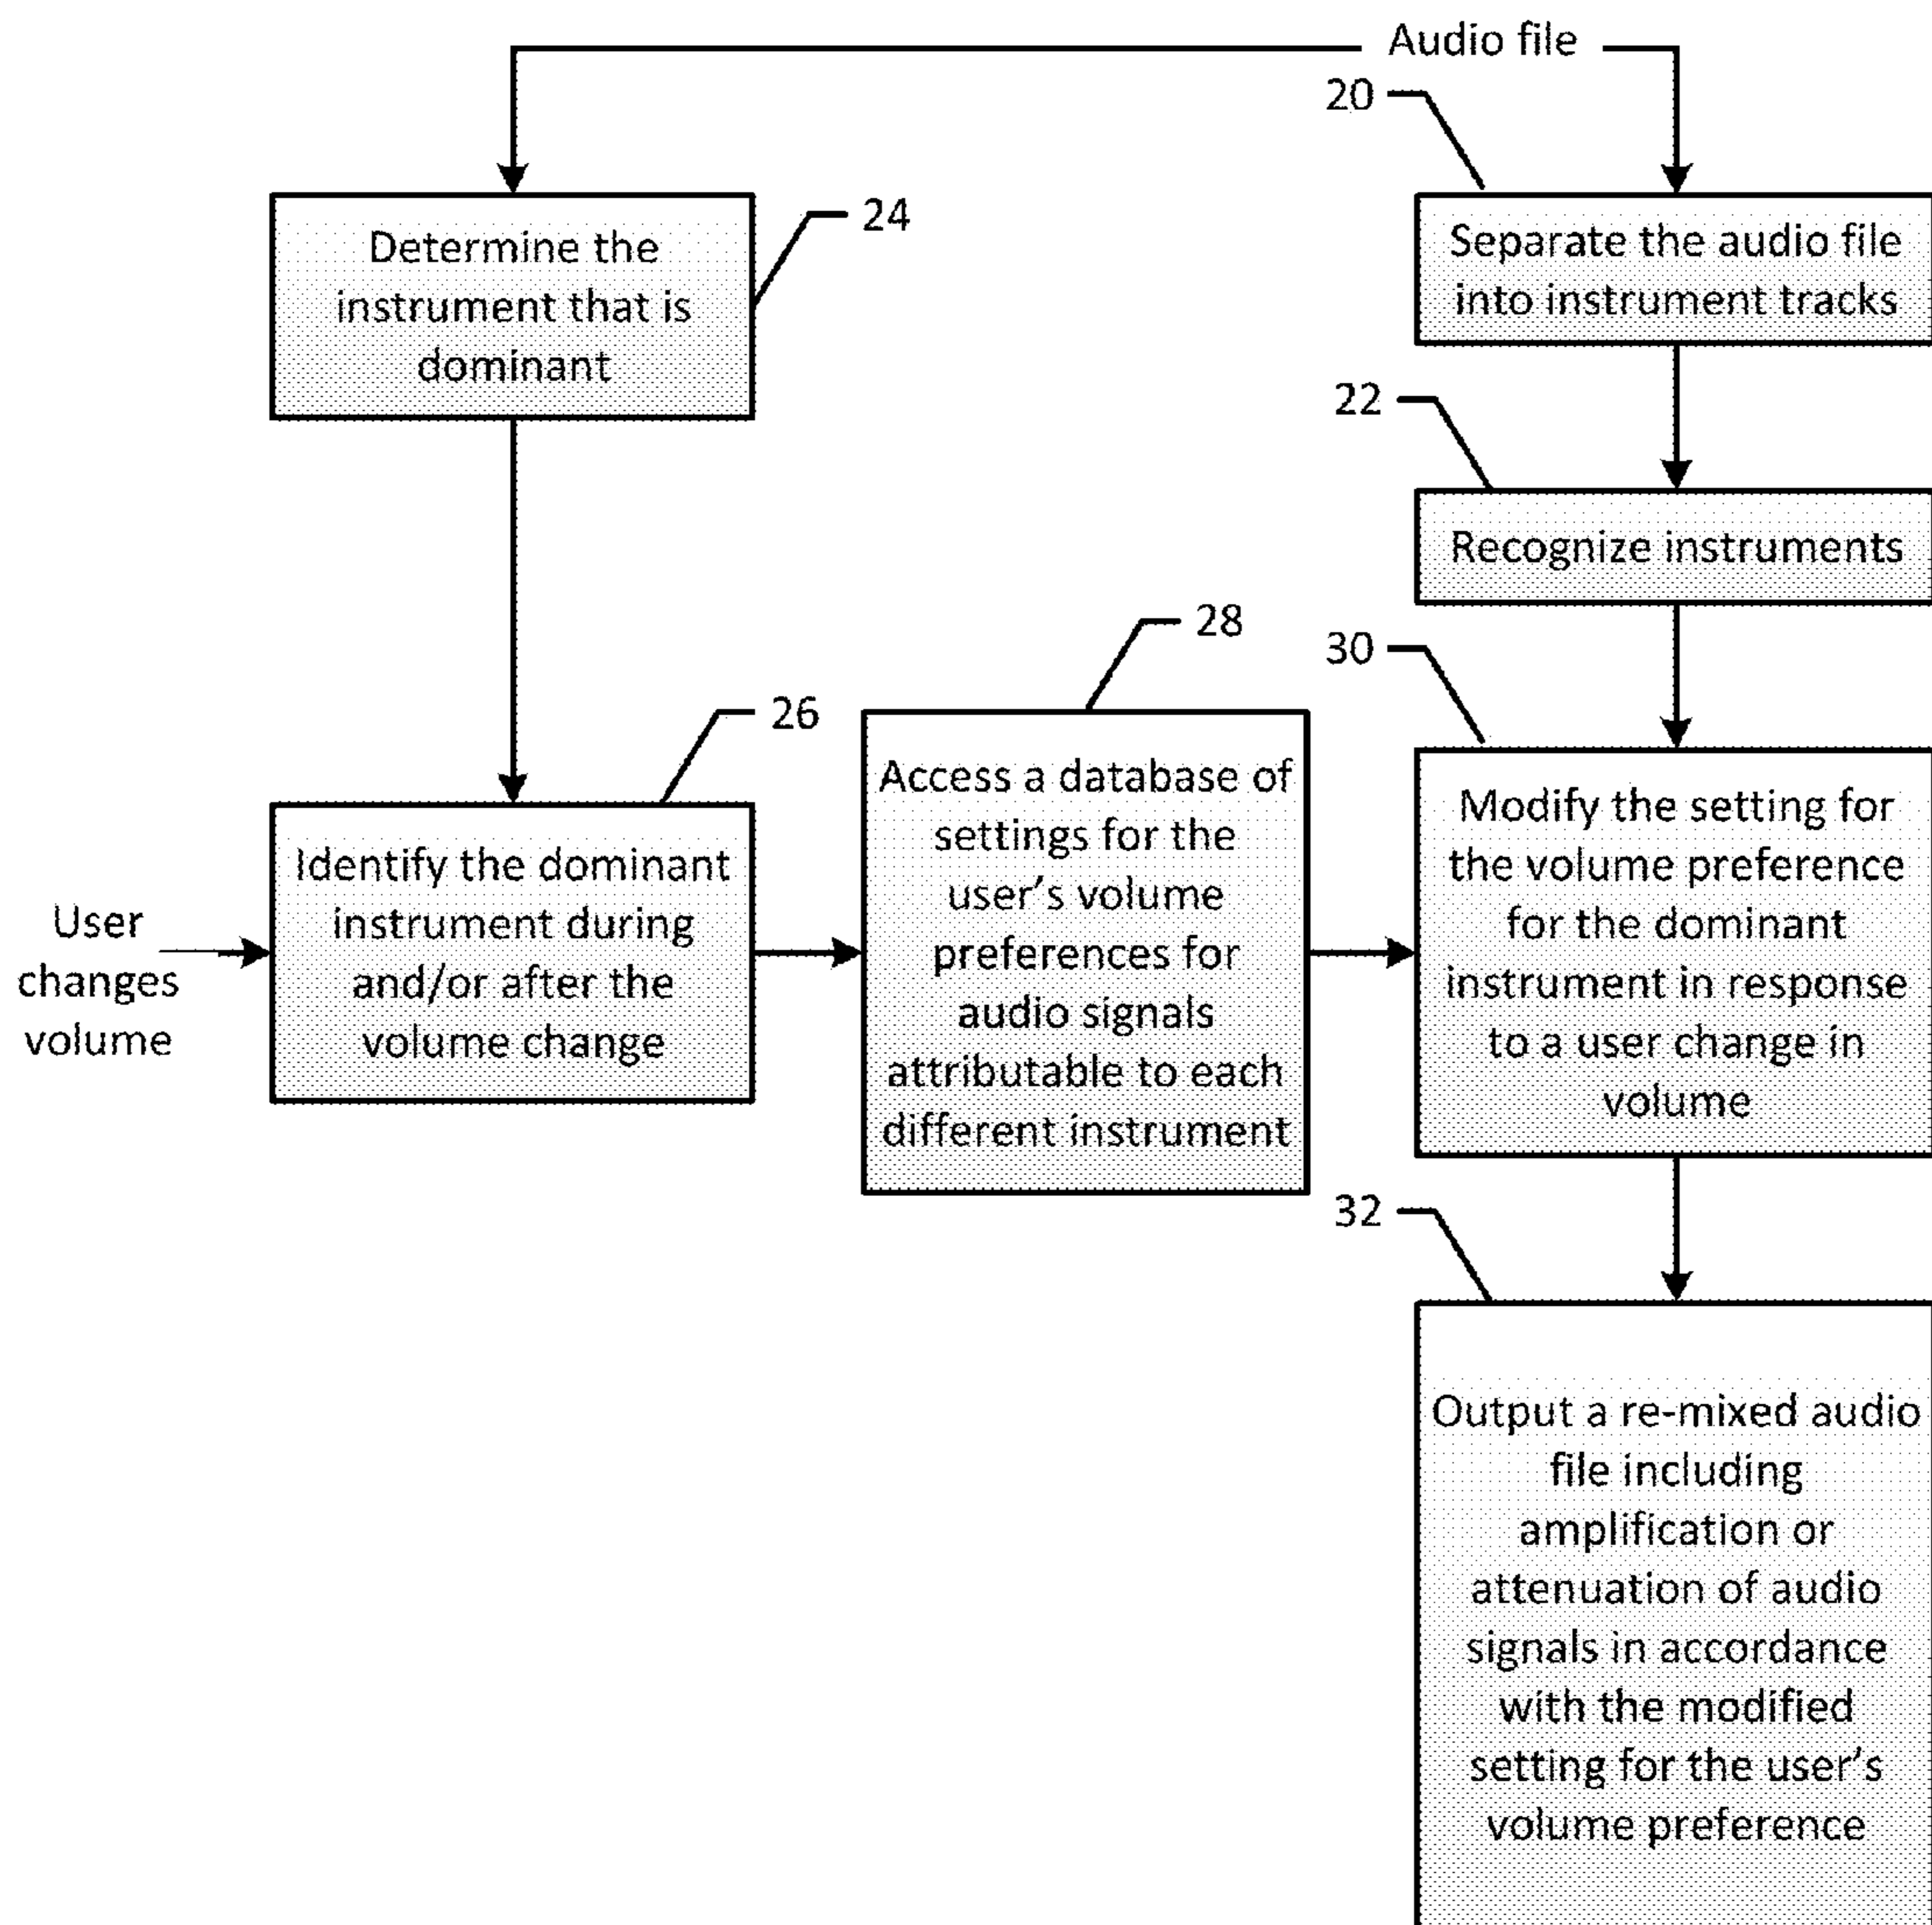 Audio file
20
24
Determine the
instrument that is
dominant
Separate the audio file
into instrument tracks
22
Recognize instruments
28
30
26
User
changes
volume
Identify the dominant
instrument during
and/or after the
volume change
Access a database of
settings for the
user's volume
preferences for
audio signals
attributable to each
different instrument
Modify the setting for
the volume preference
for the dominant
instrument in response
to a user change in
volume
32
Output a re-mixed audio
file including
amplification or
attenuation of audio
signals in accordance
with the modified
setting for the user's
volume preference